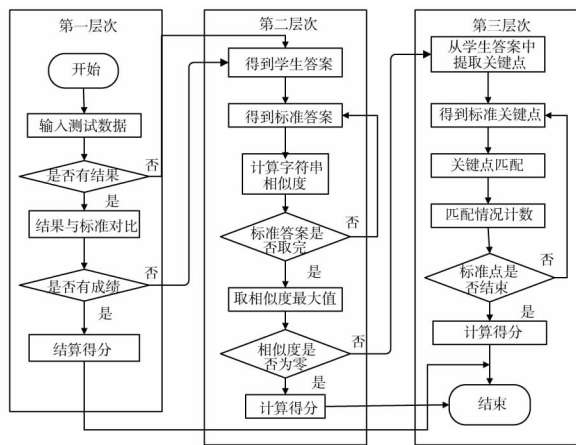 第一层次
开始
输入测试数据
是否有结果
否
是
结果与标准对比
是否有成绩
否
是
结算得分
第二层次
得到学生答案
得到标准答案
计算字符串
相似度
标准答案是
否取完
否
是
取相似度最大值
相似度是
否为零
否
是
计算得分
第三层次
从学生答案中
提取关键点
得到标准关键点
关键点匹配
匹配情况计数
标准点是
否结束
否
是
计算得分
结束